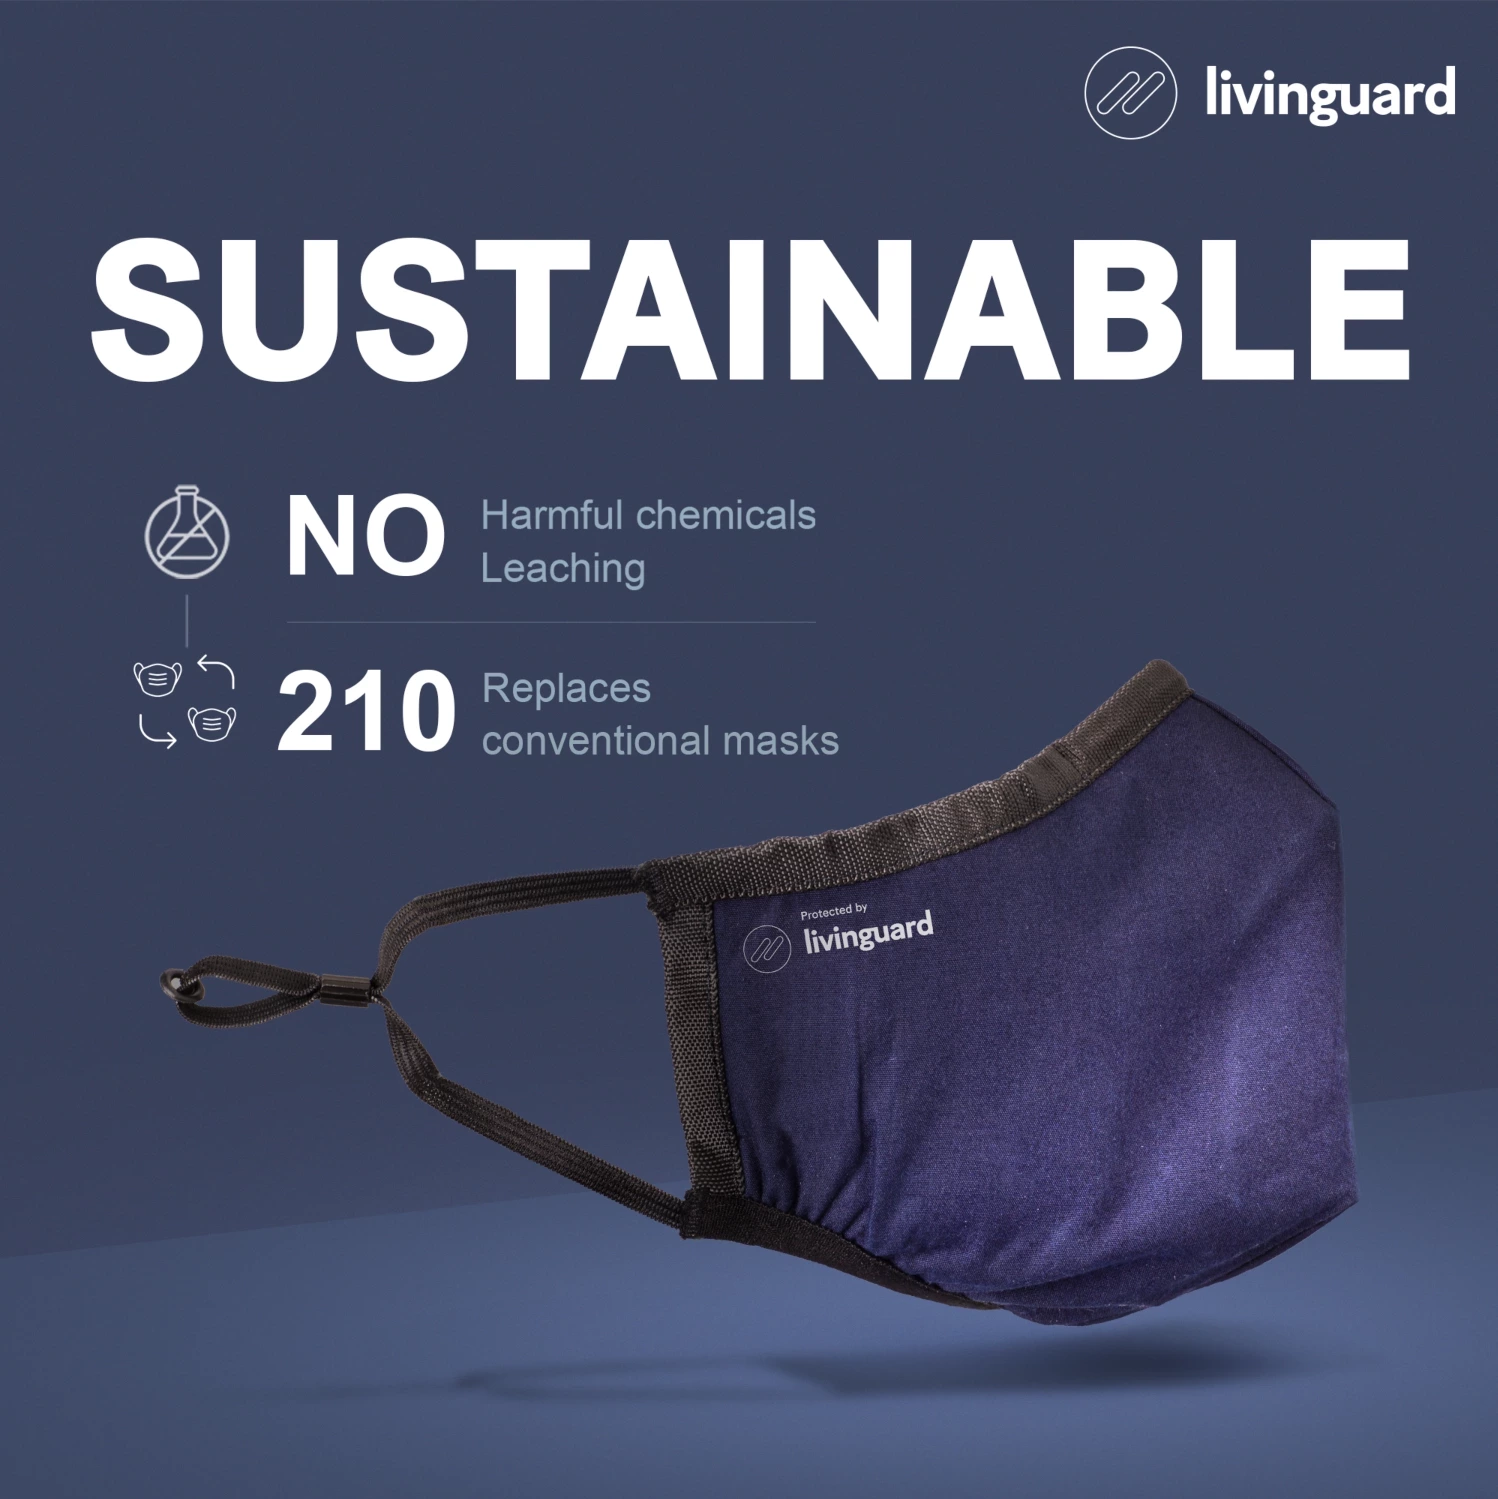 livinguard
SUSTAINABLE
NO
Harmful chemicals
Leaching
210
Replaces
conventional masks
Protected by
livinguard